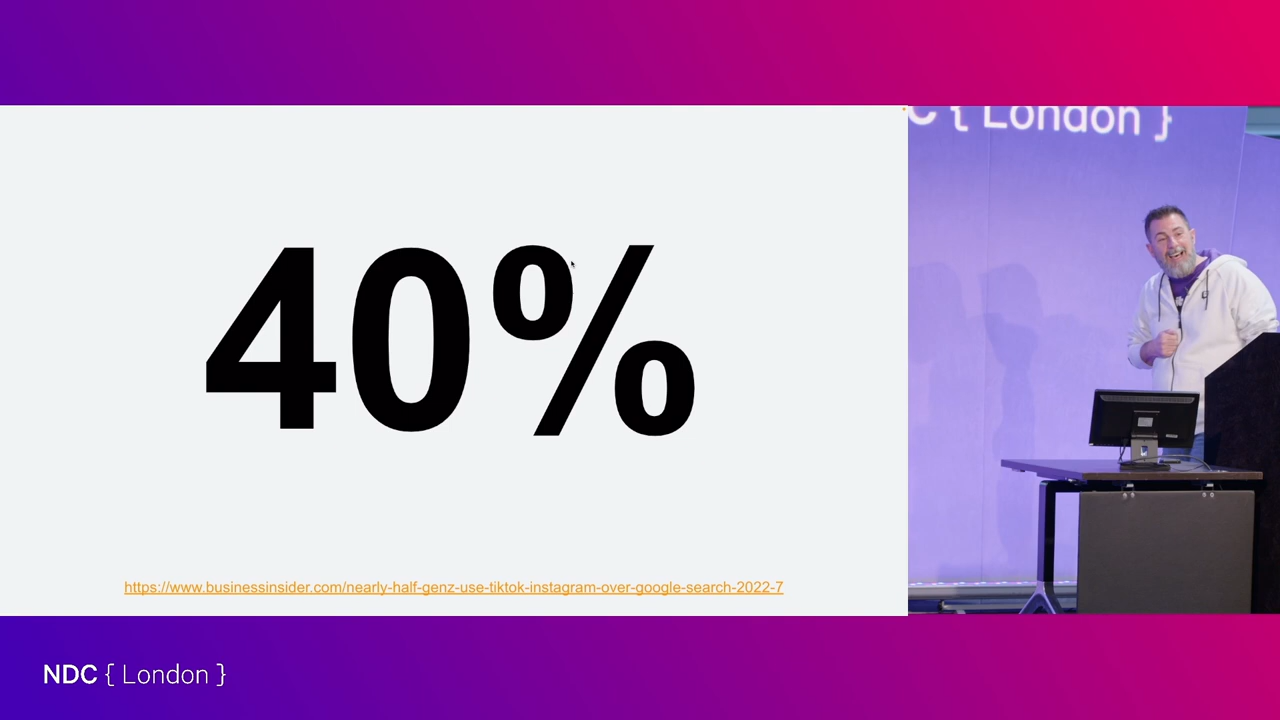 C { London }
40%
https://www.businessinsider.com/nearly-half-genz-use-tiktok-instagram-over-google-search-2022-7
NDC { London }